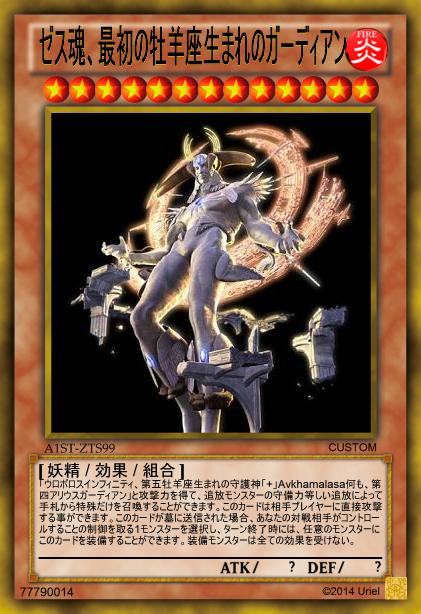 ゼス魂、最初の牡羊座生まれのガーディアン
FIRE
炎
A1ST-ZTS99
CUSTOM
[妖精 / 効果 / 組合]
「ウロボロスインフィニティ、第五牡羊座生まれの守護神「+」Avkhamalasa何も、第
四アリウスガーディアン」と攻撃力を得て、追放モンスターの守備力等しい追放によって
手札から特殊だけを召喚することができます。このカードは相手プレイヤーに直接攻撃
する事ができます。このカードが墓に送信された場合、あなたの対戦相手がコントロー
ルすることの制御を取る1モンスターを選択し、ターン終了時には、任意のモンスターに
このカードを装備することができます。装備モンスターは全ての効果を受けない。
ATK/ ? DEF/ ?
77790014
©2014 Uriel